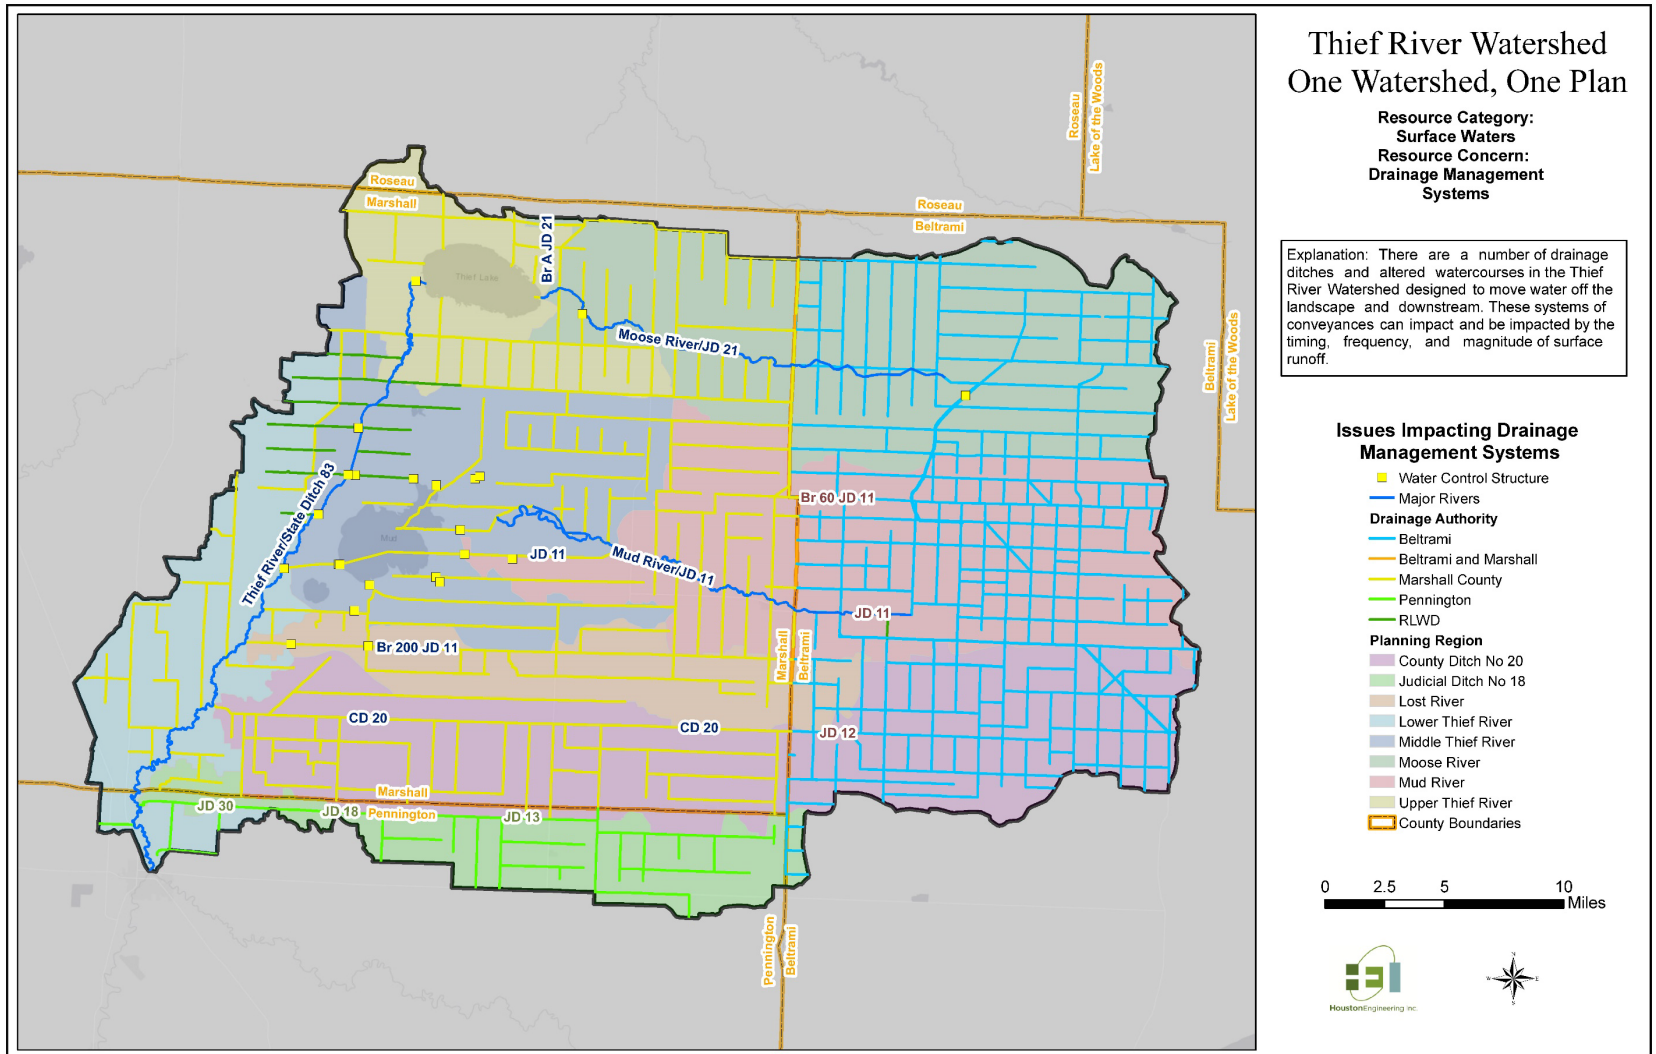 Thief River Watershed
One Watershed, One Plan
Resource Category:
Surface Waters
Resource Concern:
Drainage Management
Systems
Explanation: There are a number of drainage
ditches and altered watercourses in the Thief
River Watershed designed to move water off the
landscape and downstream. These systems of
conveyances can impact and be impacted by the
timing, frequency, and magnitude of surface
runoff.
Issues Impacting Drainage
Management Systems
Water Control Structure
Major Rivers
Drainage Authority
Beltrami
Beltrami and Marshall
Marshall County
Pennington
RLWD
Planning Region
County Ditch No 20
Judicial Ditch No 18
Lost River
Lower Thief River
Middle Thief River
Moose River
Mud River
Upper Thief River
County Boundaries
0 2.5 5 10
Miles
HoustonEngineering Inc.
N
W E
S
Roseau
Lake of the Woods
Roseau
Marshall
Roseau
Beltrami
Br A JD 21
Thief Lake
Moose River/JD 21
Beltrami
Lake of the Woods
Thief River/State Ditch 83
Br 60 JD 11
Mud
JD 11
Mud River/JD 11
JD 11
Br 200 JD 11
Marshall
Beltrami
CD 20
CD 20
JD 12
Marshall
Pennington
JD 30
JD 18
JD 13
Pennington
Beltrami